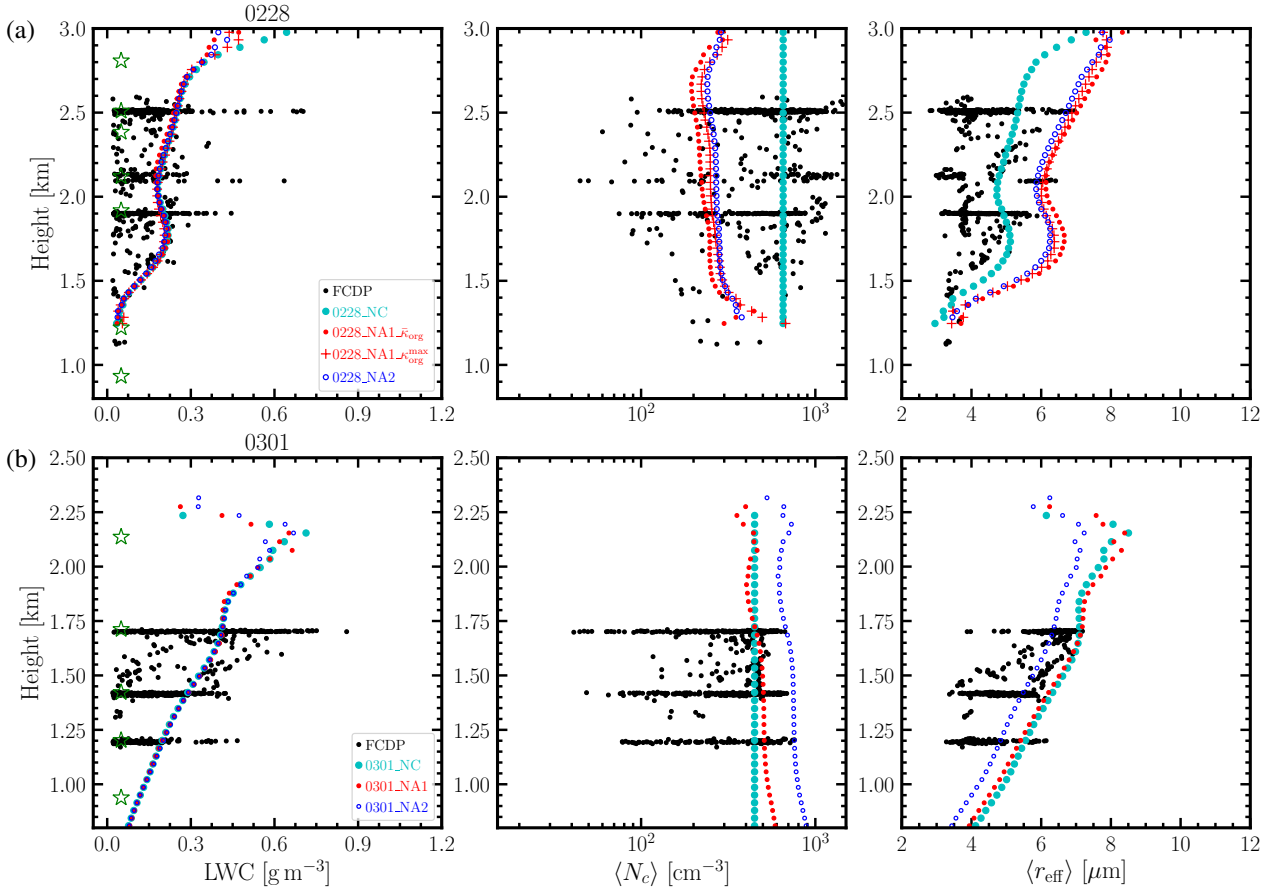 (a)
0228
3.0
2.5
2.0
1.5
1.0
Height [km]
FCDP
0228_NC
0228_NA1_κ̄_org
0228_NA1_κ_org^max
0228_NA2
0.0 0.3 0.6 0.9 1.2
10² 10³
2 4 6 8 10 12
(b)
0301
2.50
2.25
2.00
1.75
1.50
1.25
1.00
Height [km]
FCDP
0301_NC
0301_NA1
0301_NA2
0.0 0.3 0.6 0.9 1.2
10² 10³
2 4 6 8 10 12
LWC [g m⁻³]
⟨N_c⟩ [cm⁻³]
⟨r_eff⟩ [μm]